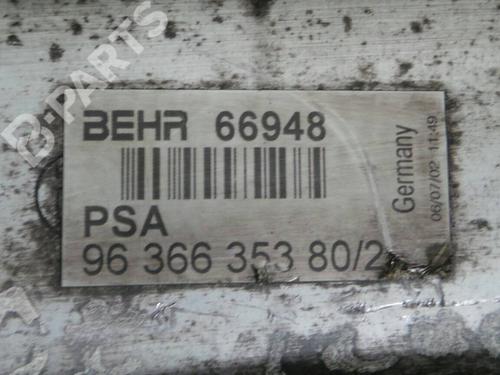 B-PARTS
BEHR 66948
PSA
96 366 353 80/2
Germany
06/07/02 11:49